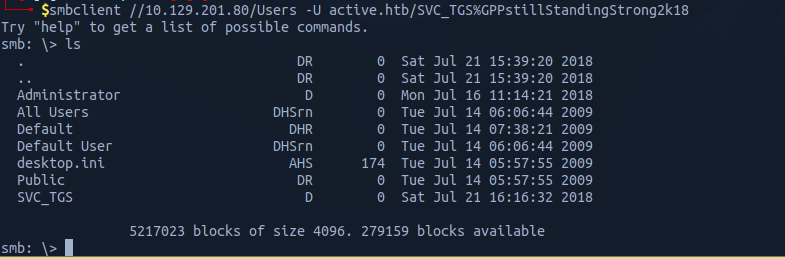 $smbclient //10.129.201.80/Users -U active.htb/SVC_TGS%GPPstillStandingStrong2k18
Try "help" to get a list of possible commands.
smb: \> ls
  .                                  DR        0  Sat Jul 21 15:39:20 2018
  ..                                 DR        0  Sat Jul 21 15:39:20 2018
  Administrator                       D        0  Mon Jul 16 11:14:21 2018
  All Users                       DHSrn        0  Tue Jul 14 06:06:44 2009
  Default                           DHR        0  Tue Jul 14 07:38:21 2009
  Default User                    DHSrn        0  Tue Jul 14 06:06:44 2009
  desktop.ini                       AHS      174  Tue Jul 14 05:57:55 2009
  Public                             DR        0  Tue Jul 14 05:57:55 2009
  SVC_TGS                             D        0  Sat Jul 21 16:16:32 2018
                5217023 blocks of size 4096. 279159 blocks available
smb: \>